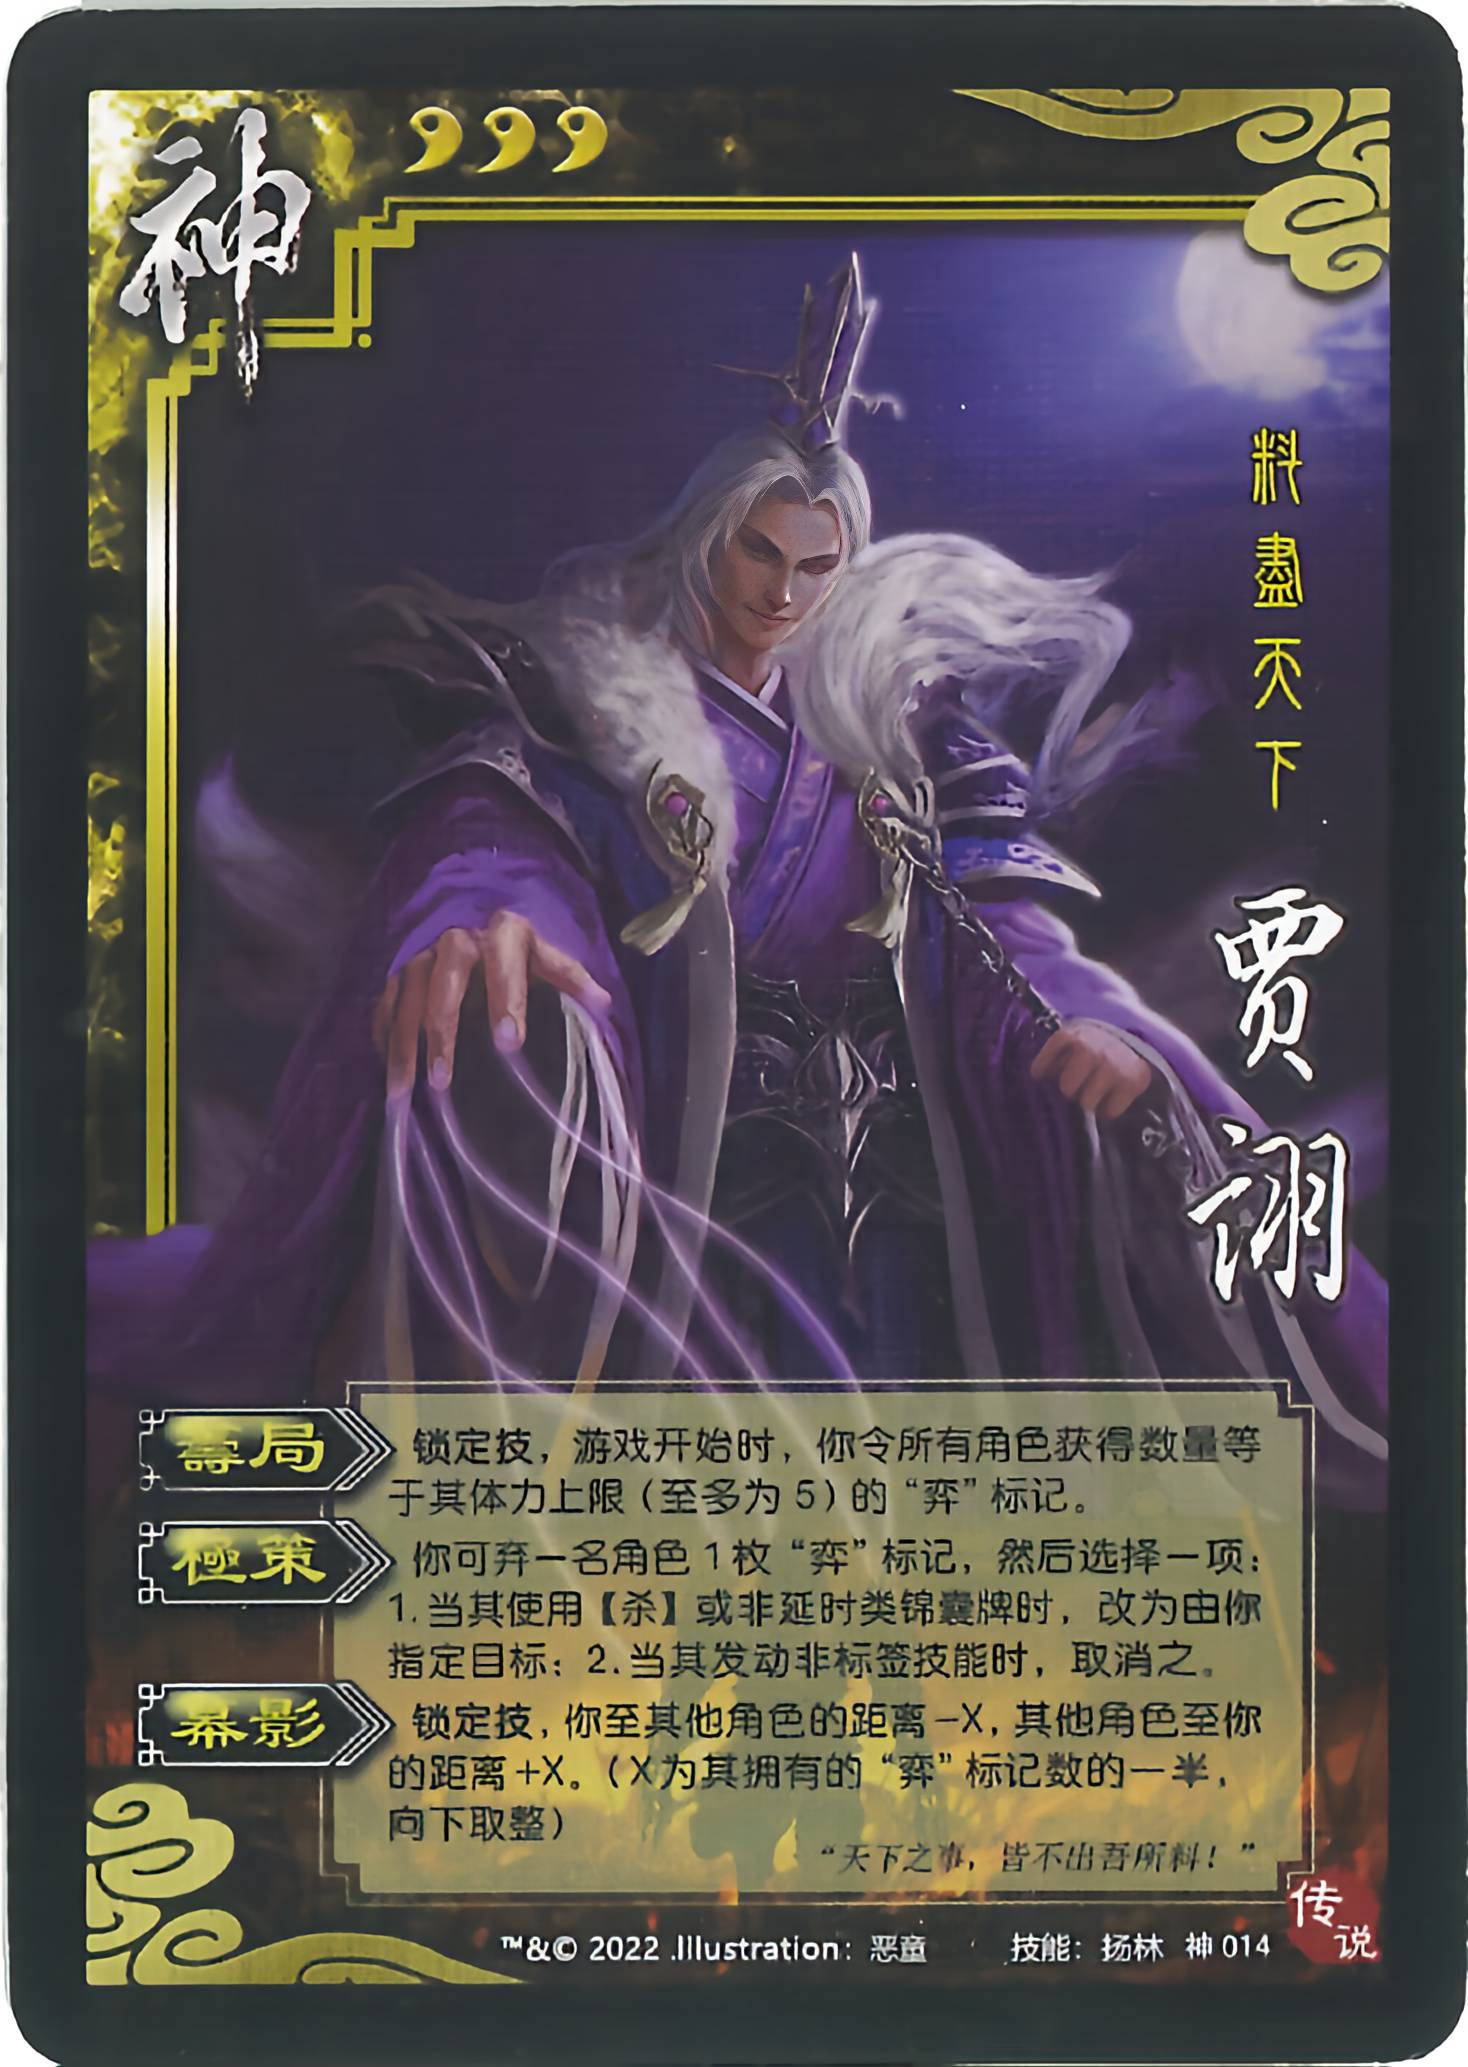 神
料盡天下
贾诩
局
锁定技，游戏开始时，你令所有角色获得数量等
于其体力上限（至多为 5）的“弈”标记。
極策
你可弃一名角色 1 枚“弈”标记，然后选择一项：
1.当其使用【杀】或非延时类锦囊牌时，改为由你
指定目标；2.当其发动非标签技能时，取消之。
幕影
锁定技，你至其他角色的距离-X，其他角色至你
的距离+X。（X为其拥有的“弈”标记数的一半，
向下取整）
“天下之事，皆不出吾所料！”
™&© 2022 .Illustration：恶童 技能：扬林 神 014
传说